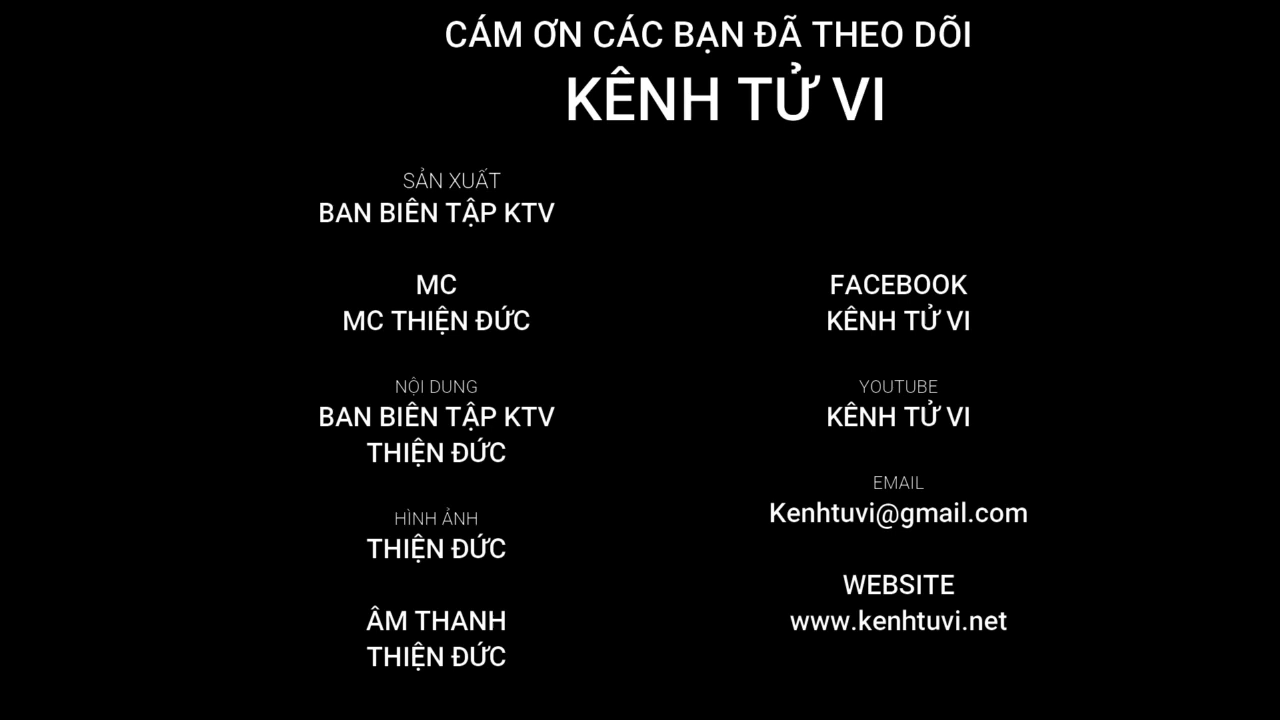 CÁM ƠN CÁC BẠN ĐÃ THEO DÕI
KÊNH TỬ VI
SẢN XUẤT
BAN BIÊN TẬP KTV
MC
MC THIỆN ĐỨC
NỘI DUNG
BAN BIÊN TẬP KTV
THIỆN ĐỨC
HÌNH ẢNH
THIỆN ĐỨC
ÂM THANH
THIỆN ĐỨC
FACEBOOK
KÊNH TỬ VI
YOUTUBE
KÊNH TỬ VI
EMAIL
Kenhtuvi@gmail.com
WEBSITE
www.kenhtuvi.net